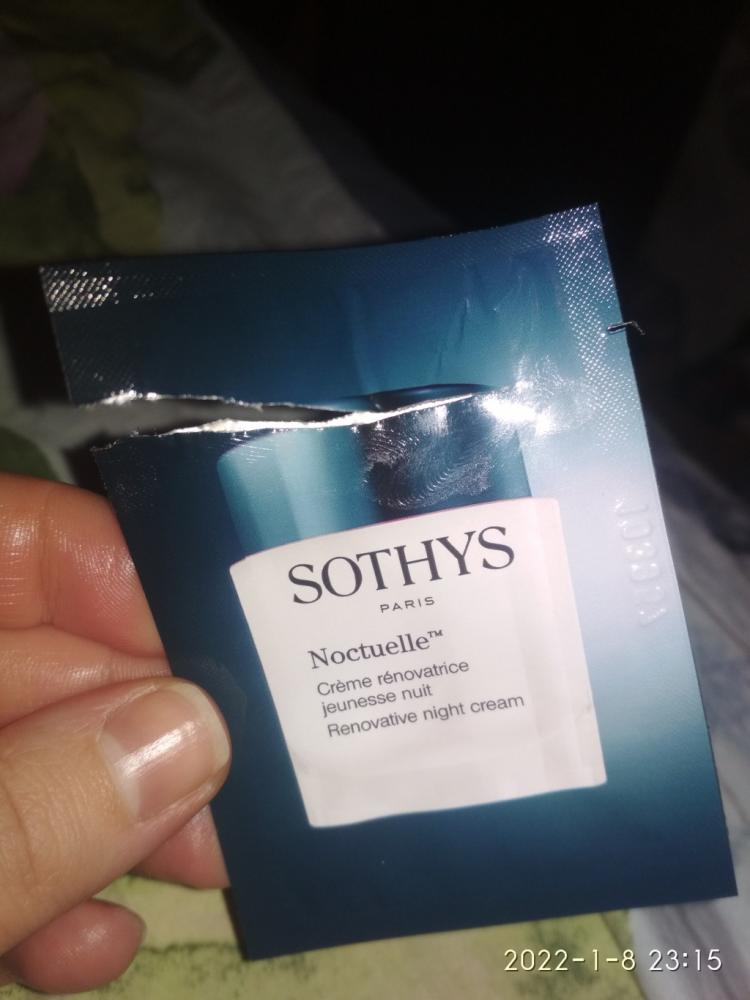 SOTHYS
PARIS
Noctuelle™
Crème rénovatrice
jeunesse nuit
Renovative night cream
2022-1-8 23:15